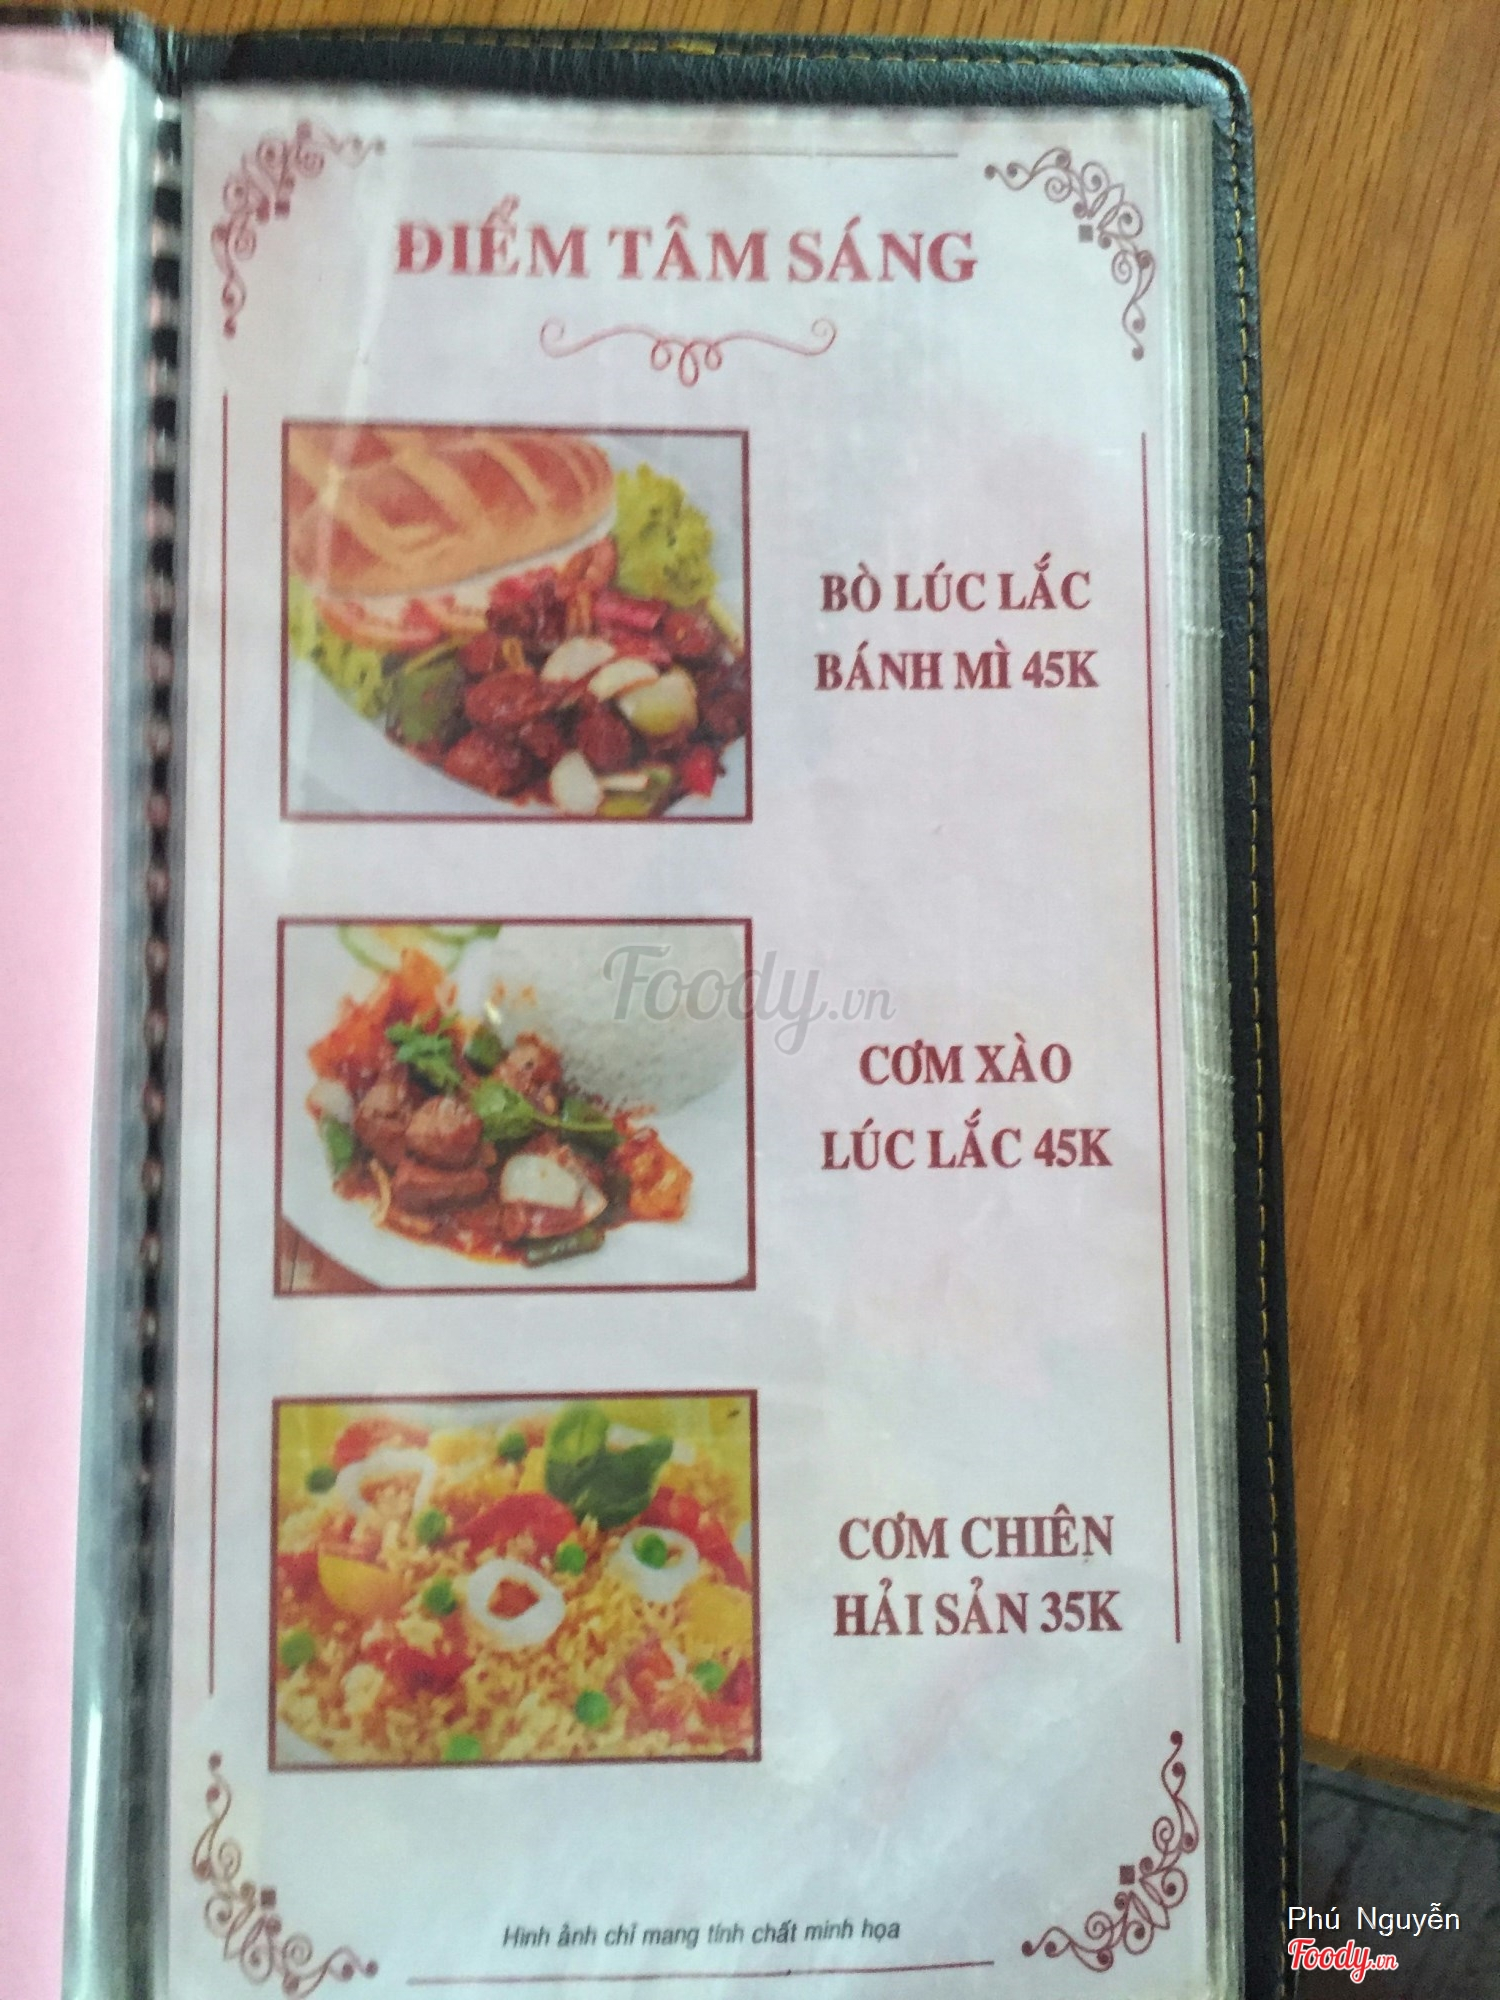 ĐIỂM TÂM SÁNG
BÒ LÚC LẮC
BÁNH MÌ 45K
Foody.vn
CƠM XÀO
LÚC LẮC 45K
CƠM CHIÊN
HẢI SẢN 35K
Hình ảnh chỉ mang tính chất minh họa
Phú Nguyễn
Foody.vn